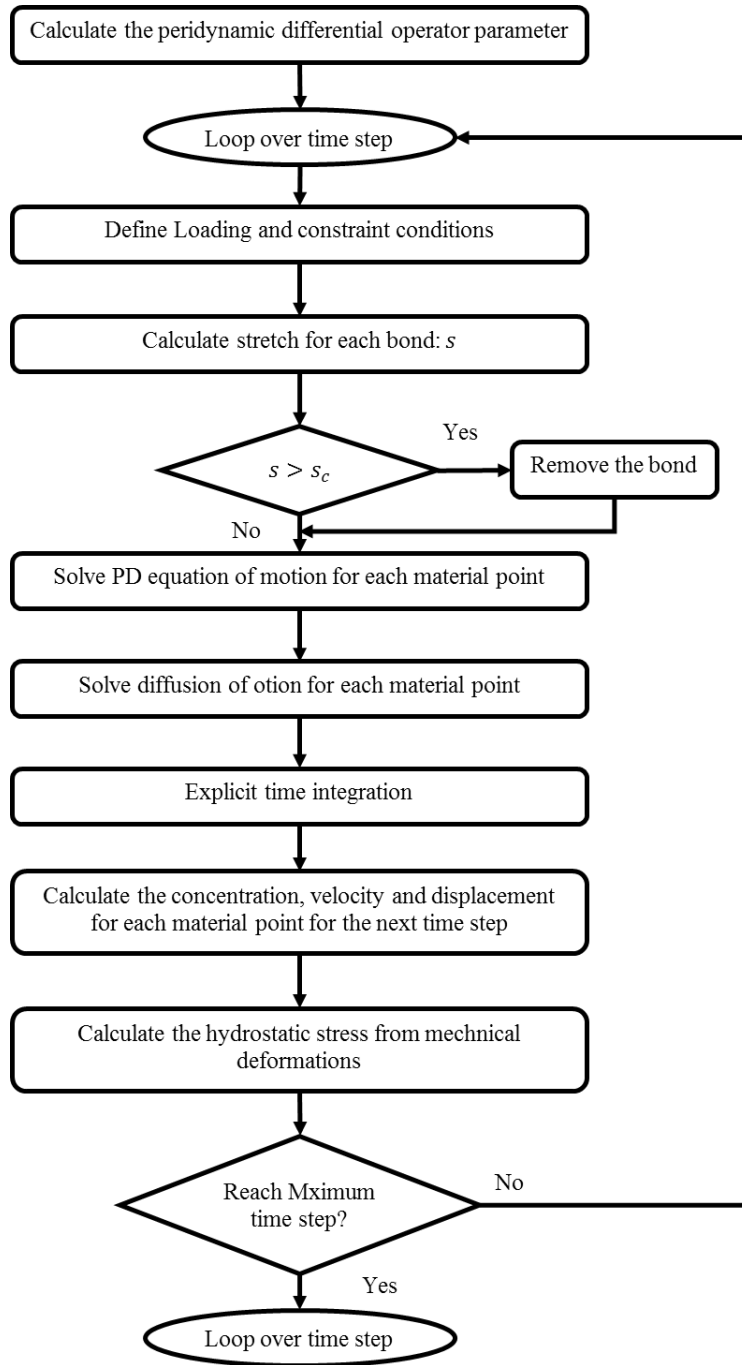 Calculate the peridynamic differential operator parameter
Loop over time step
Define Loading and constraint conditions
Calculate stretch for each bond: s
Yes
s > s_c
Remove the bond
No
Solve PD equation of motion for each material point
Solve diffusion of otion for each material point
Explicit time integration
Calculate the concentration, velocity and displacement
for each material point for the next time step
Calculate the hydrostatic stress from mechnical
deformations
Reach Mximum
time step?
No
Yes
Loop over time step